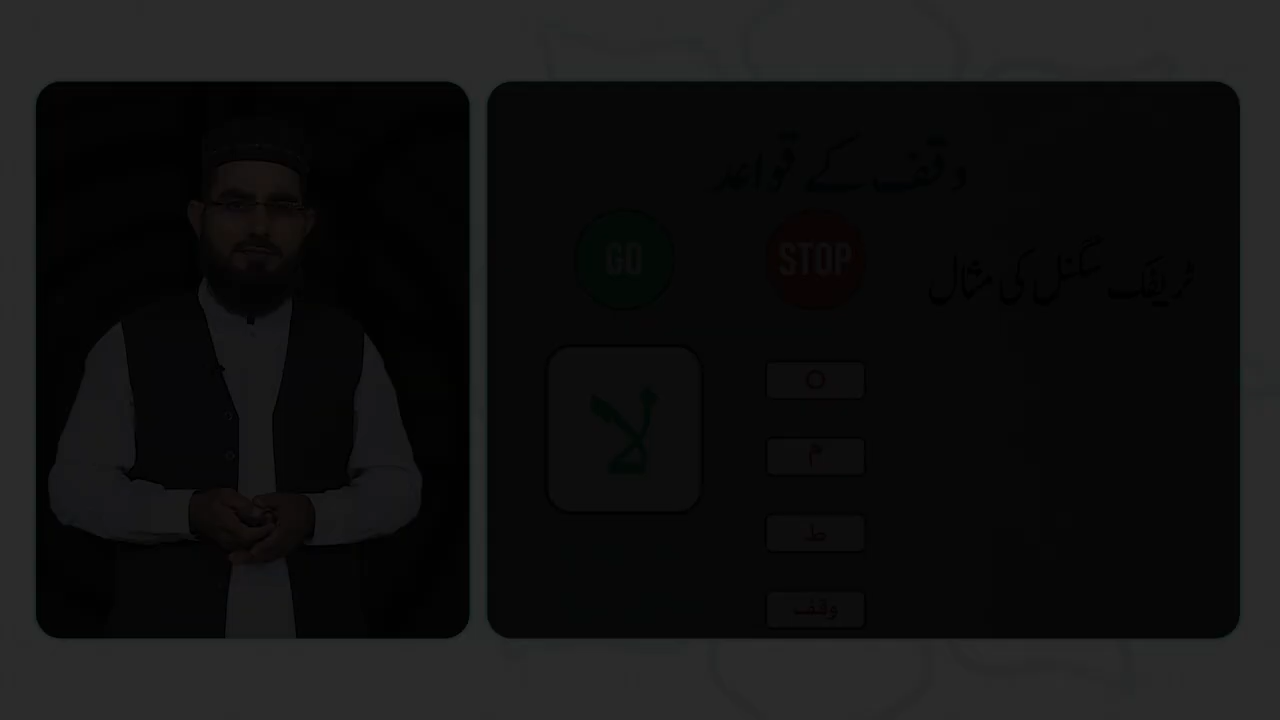 وقف کے قواعد
ٹریفک سگنل کی مثال
STOP
GO
O
م
ط
وقف
لا